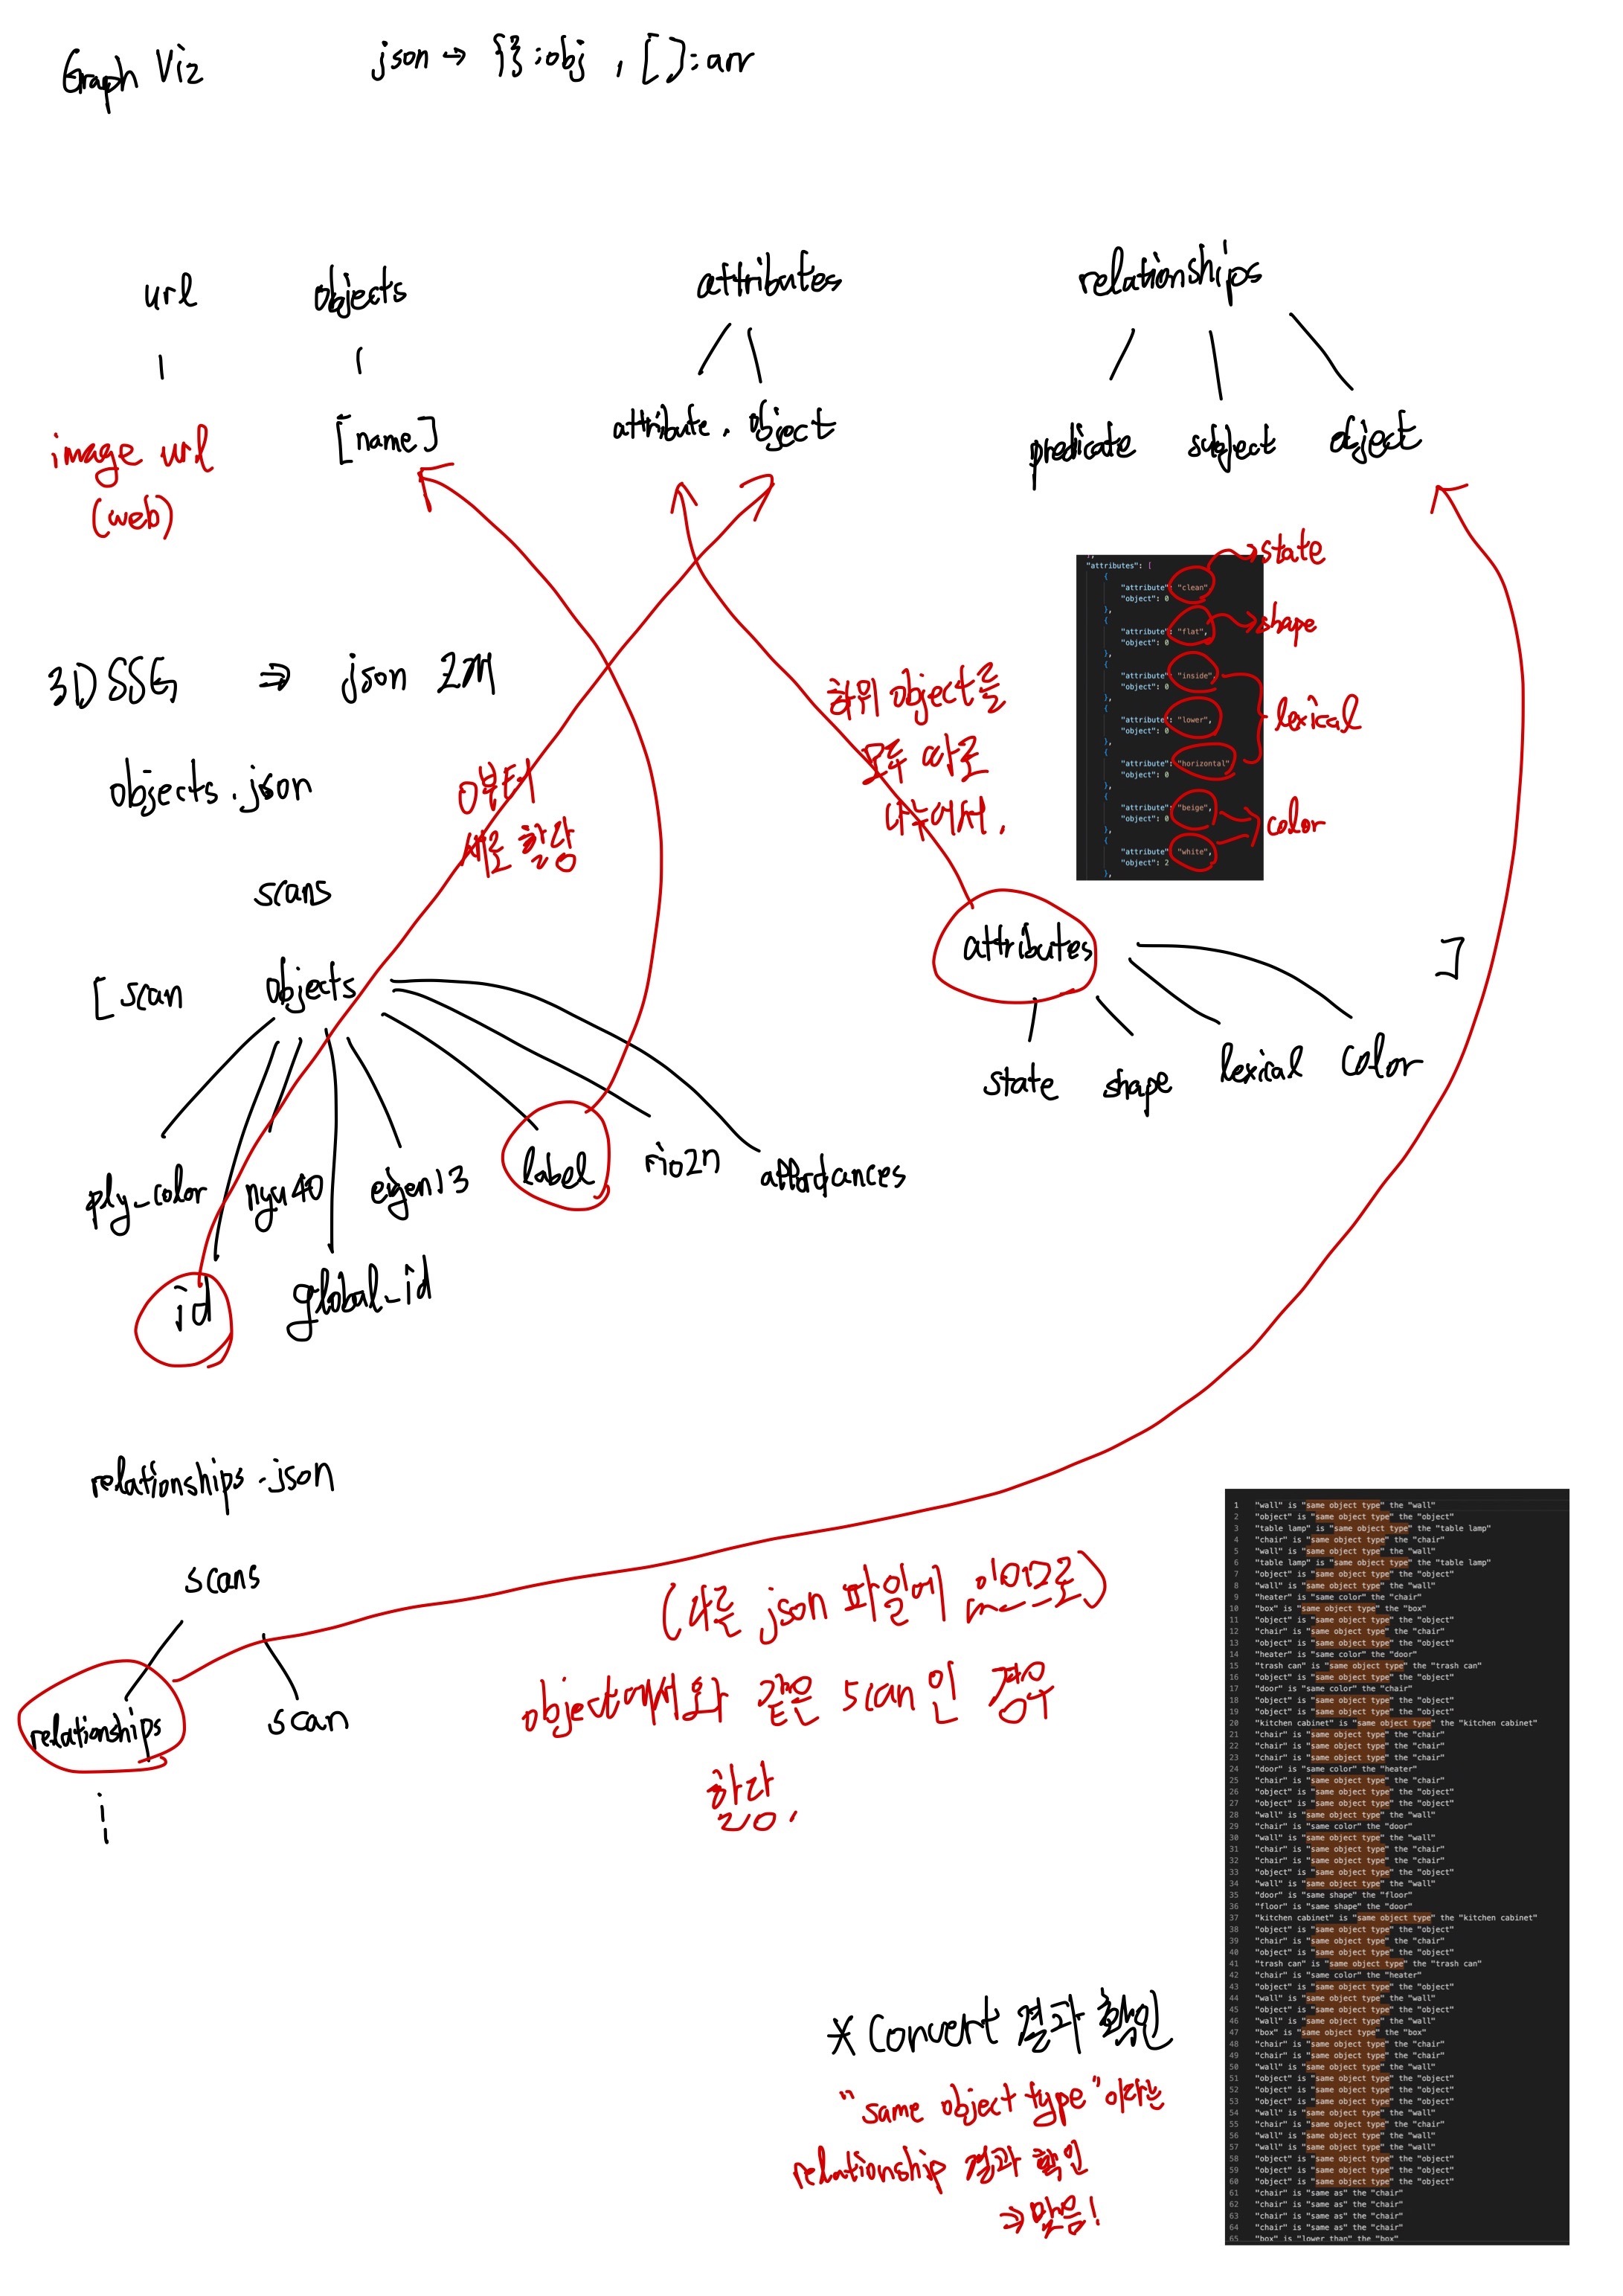 Graph Viz
json → {} : obj , [] : arr
url
objects
attributes
relationships
image url
(web)
[name]
attribute . object
predicate
subject
object
"attributes": [
{
"attribute": "clean",
"object": 0
},
{
"attribute": "flat",
"object": 0
},
{
"attribute": "inside",
"object": 0
},
{
"attribute": "lower",
"object": 0
},
{
"attribute": "horizontal"
"object": 0
},
{
"attribute": "beige",
"object": 0
},
{
"attribute": "white",
"object": 2
},
state
shape
lexical
color
3DSSG ⇒ json 2개
하위 object를
모두 따로
나누어서.
objects.json
0부터
새로 할당
scans
[scan
objects
attributes
]
state
shape
lexical
color
ply_color
nyu40
eigen13
label
rio27
affordances
id
global_id
relationships.json
scans
relationships
scan
(다른 json 파일에 있으므로)
object에서와 같은 scan인 경우
할당.
1 "wall" is "same object type" the "wall"
2 "object" is "same object type" the "object"
3 "table lamp" is "same object type" the "table lamp"
4 "chair" is "same object type" the "chair"
5 "wall" is "same object type" the "wall"
6 "table lamp" is "same object type" the "table lamp"
7 "object" is "same object type" the "object"
8 "wall" is "same object type" the "wall"
9 "heater" is "same color" the "chair"
10 "box" is "same object type" the "box"
11 "object" is "same object type" the "object"
12 "chair" is "same object type" the "chair"
13 "object" is "same object type" the "object"
14 "heater" is "same color" the "door"
15 "trash can" is "same object type" the "trash can"
16 "object" is "same object type" the "object"
17 "door" is "same color" the "chair"
18 "object" is "same object type" the "object"
19 "object" is "same object type" the "object"
20 "kitchen cabinet" is "same object type" the "kitchen cabinet"
21 "chair" is "same object type" the "chair"
22 "chair" is "same object type" the "chair"
23 "chair" is "same object type" the "chair"
24 "door" is "same color" the "heater"
25 "chair" is "same object type" the "chair"
26 "object" is "same object type" the "object"
27 "object" is "same object type" the "object"
28 "wall" is "same object type" the "wall"
29 "chair" is "same color" the "door"
30 "wall" is "same object type" the "wall"
31 "chair" is "same object type" the "chair"
32 "chair" is "same object type" the "chair"
33 "object" is "same object type" the "object"
34 "wall" is "same object type" the "wall"
35 "door" is "same shape" the "floor"
36 "floor" is "same shape" the "door"
37 "kitchen cabinet" is "same object type" the "kitchen cabinet"
38 "object" is "same object type" the "object"
39 "chair" is "same object type" the "chair"
40 "object" is "same object type" the "object"
41 "trash can" is "same object type" the "trash can"
42 "chair" is "same color" the "heater"
43 "object" is "same object type" the "object"
44 "wall" is "same object type" the "wall"
45 "object" is "same object type" the "object"
46 "wall" is "same object type" the "wall"
47 "box" is "same object type" the "box"
48 "chair" is "same object type" the "chair"
49 "chair" is "same object type" the "chair"
50 "wall" is "same object type" the "wall"
51 "object" is "same object type" the "object"
52 "object" is "same object type" the "object"
53 "object" is "same object type" the "object"
54 "wall" is "same object type" the "wall"
55 "chair" is "same object type" the "chair"
56 "wall" is "same object type" the "wall"
57 "wall" is "same object type" the "wall"
58 "object" is "same object type" the "object"
59 "object" is "same object type" the "object"
60 "object" is "same object type" the "object"
61 "chair" is "same as" the "chair"
62 "chair" is "same as" the "chair"
63 "chair" is "same as" the "chair"
64 "chair" is "same as" the "chair"
65 "box" is "lower than" the "box"
* Convert 결과 확인
"same object type"이라는
relationship 결과 확인
⇒ 많음!